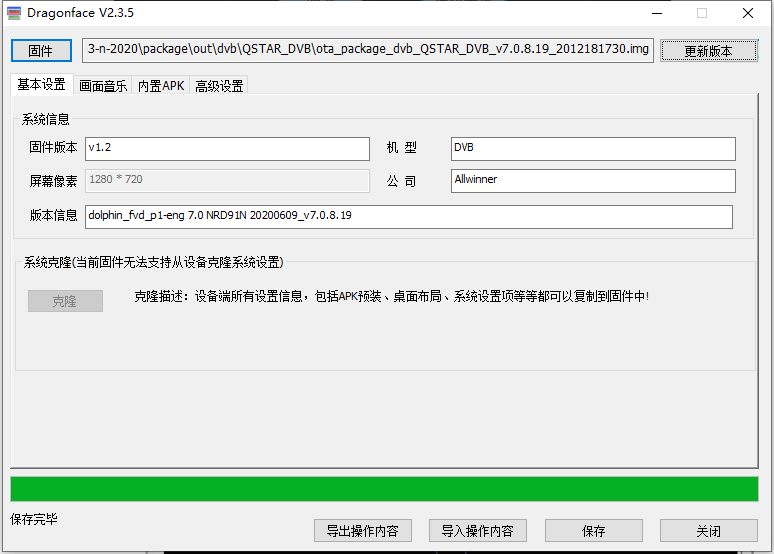 Dragonface V2.3.5
固件 3-n-2020\package\out\dvb\QSTAR_DVB\ota_package_dvb_QSTAR_DVB_v7.0.8.19_2012181730.img 更新版本
基本设置 画面音乐 内置APK 高级设置
系统信息
固件版本 v1.2 机 型 DVB
屏幕像素 1280 * 720 公 司 Allwinner
版本信息 dolphin_fvd_p1-eng 7.0 NRD91N 20200609_v7.0.8.19
系统克隆(当前固件无法支持从设备克隆系统设置)
克隆 克隆描述：设备端所有设置信息，包括APK预装、桌面布局、系统设置项等等都可以复制到固件中!
保存完毕
导出操作内容 导入操作内容 保存 关闭